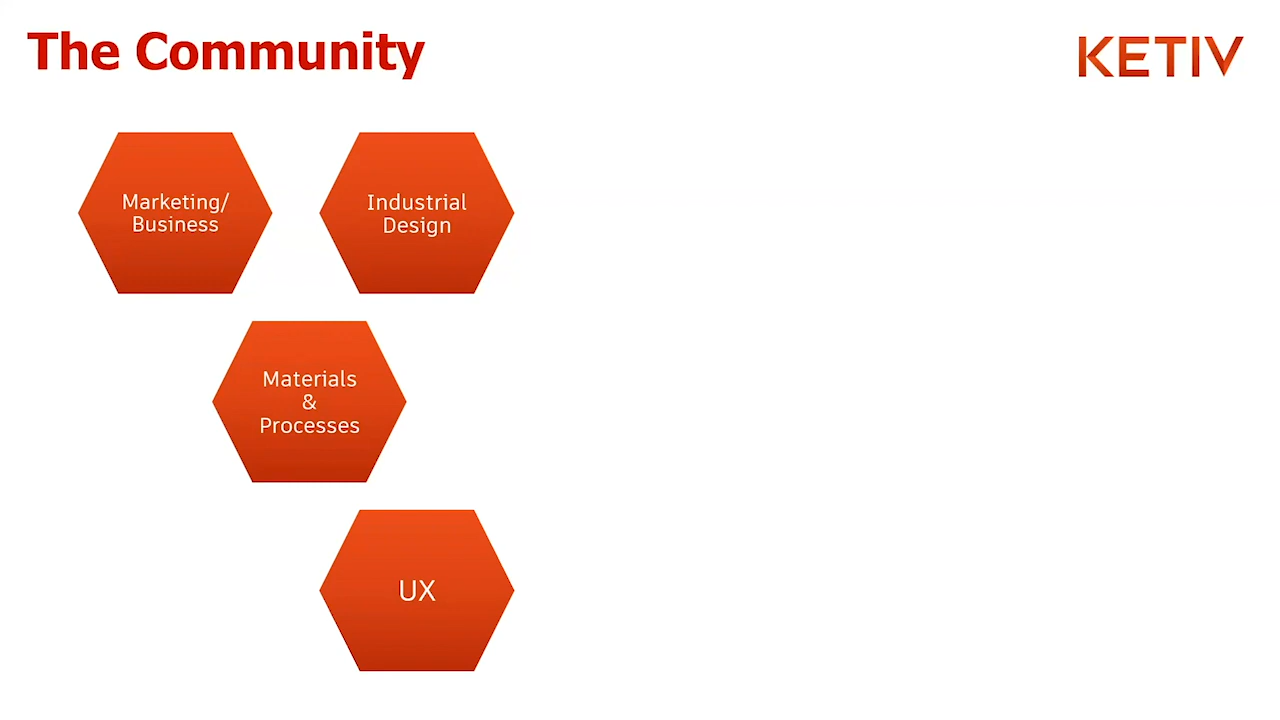 The Community
KETIV
Marketing/
Business
Industrial
Design
Materials
&
Processes
UX